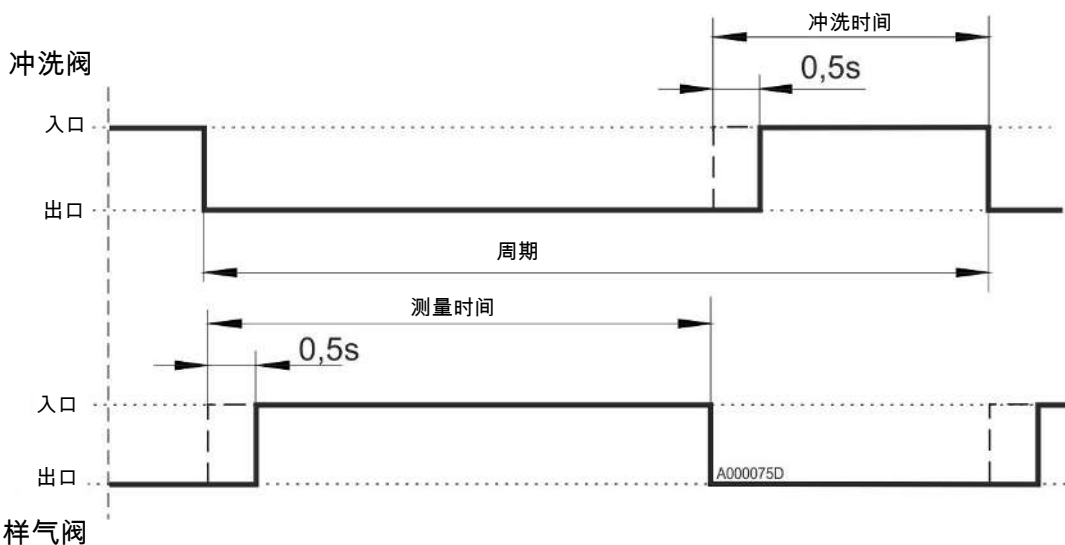 冲洗时间
冲洗阀
0,5s
入口
出口
周期
测量时间
0,5s
入口
A000075D
出口
样气阀